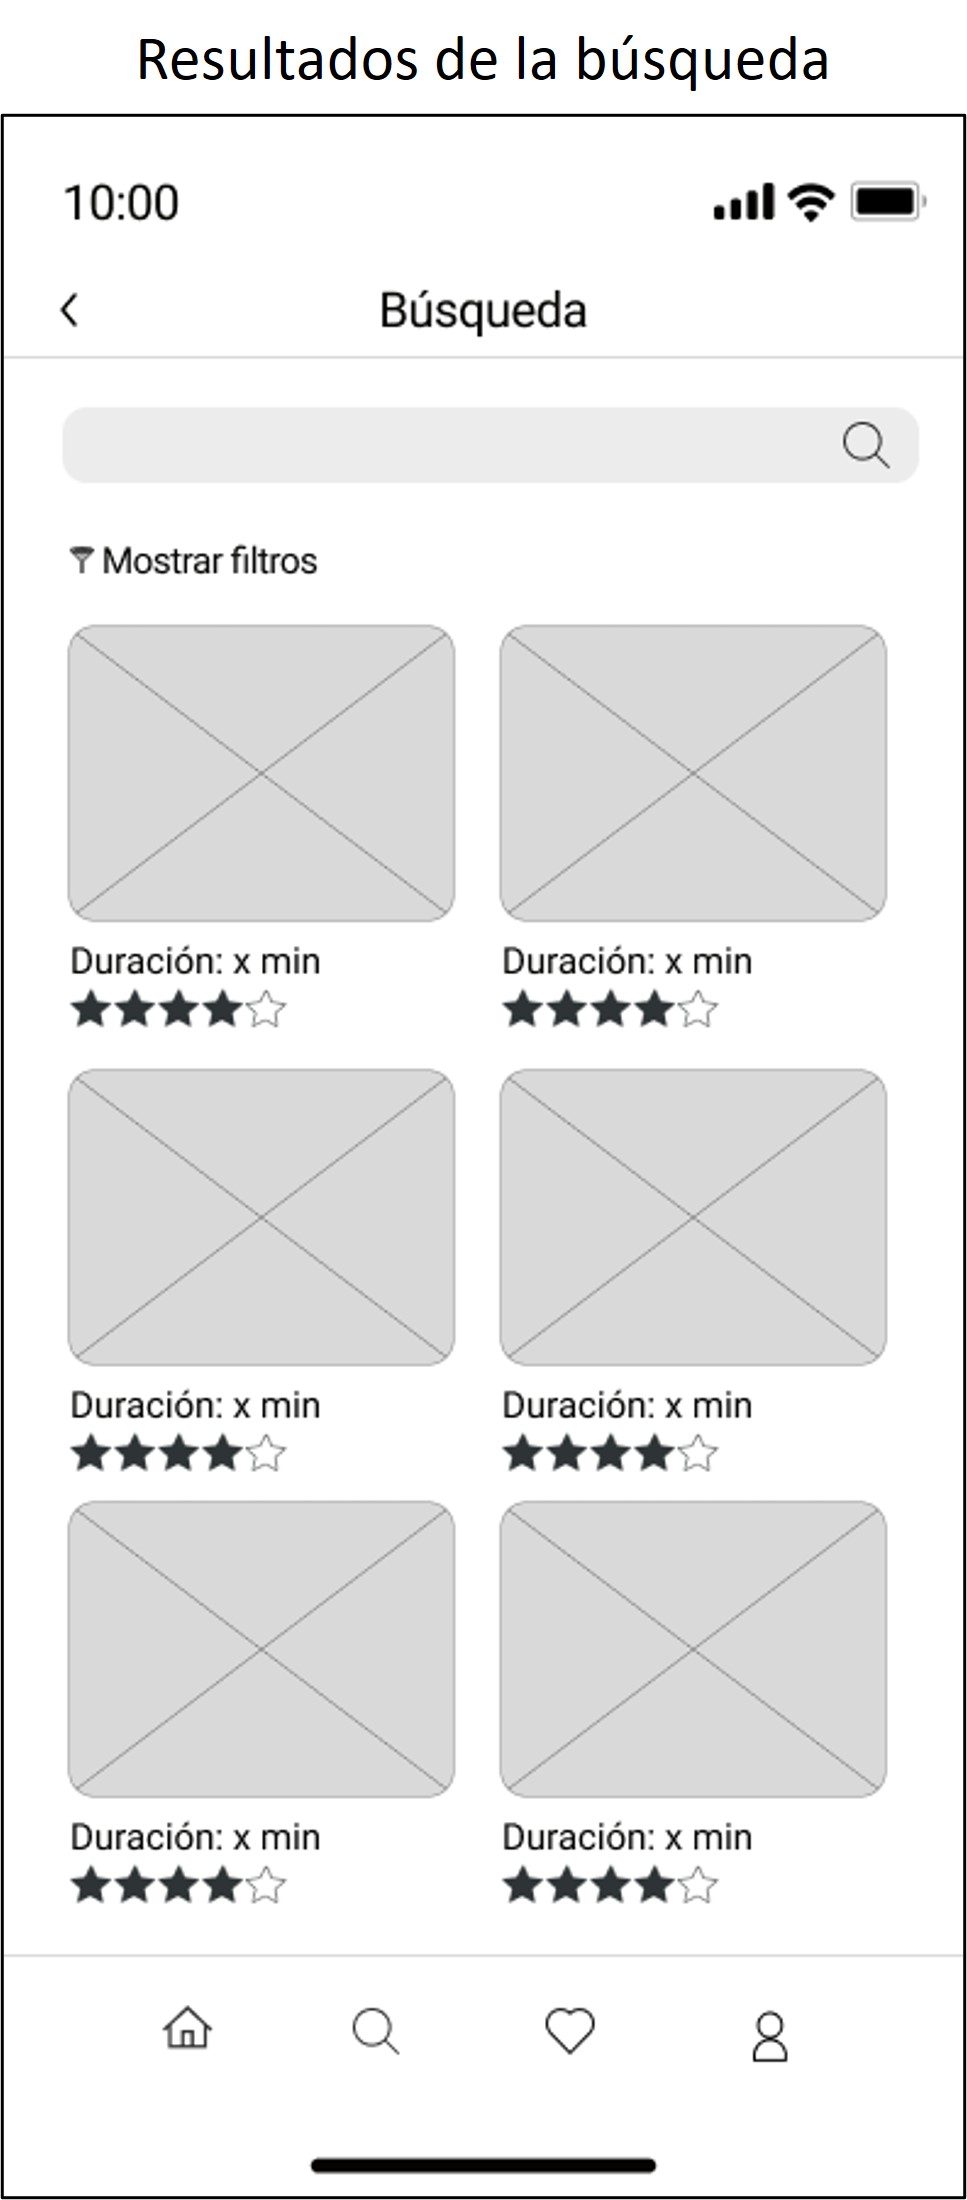 Resultados de la búsqueda
10:00
Búsqueda
Mostrar filtros
Duración: x min
Duración: x min
Duración: x min
Duración: x min
Duración: x min
Duración: x min